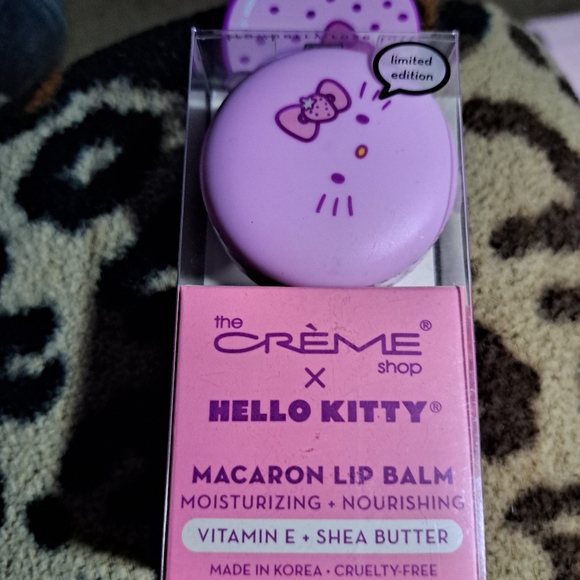 limited
edition
the
CRÈME®
shop
X
HELLO KITTY®
MACARON LIP BALM
MOISTURIZING + NOURISHING
VITAMIN E + SHEA BUTTER
MADE IN KOREA • CRUELTY-FREE